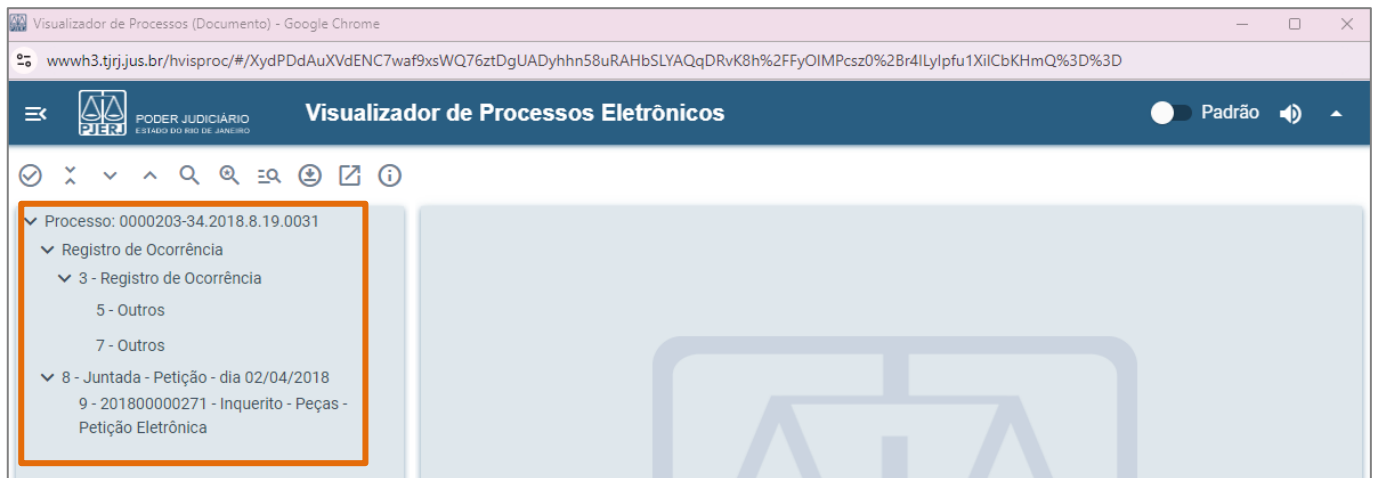 Visualizador de Processos (Documento) - Google Chrome
wwwh3.tjrj.jus.br/hvisproc/#/XydPDdAuXVdENC7waf9xsWQ76ztDgUADyhhn58uRAHbSLYAQqDRvK8h%2FFyOIMPcsz0%2Br4ILyIpfu1XiICbKHmQ%3D%3D
PJERJ
PODER JUDICIÁRIO
ESTADO DO RIO DE JANEIRO
Visualizador de Processos Eletrônicos
Padrão
Processo: 0000203-34.2018.8.19.0031
Registro de Ocorrência
3 - Registro de Ocorrência
5 - Outros
7 - Outros
8 - Juntada - Petição - dia 02/04/2018
9 - 201800000271 - Inquerito - Peças -
Petição Eletrônica